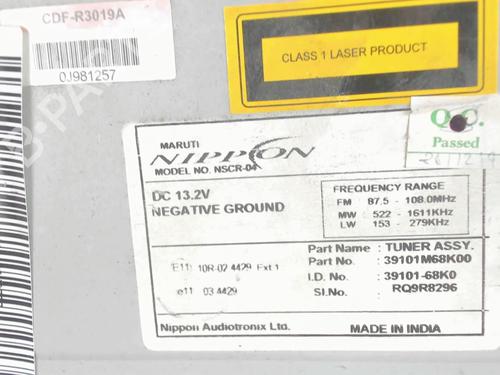 CDF-R3019A
0J981257
CLASS 1 LASER PRODUCT
Q.C.
Passed
MARUTI
NIPPON
MODEL NO. NSCR-04
DC 13.2V
NEGATIVE GROUND
FREQUENCY RANGE
FM 87.5 - 108.0MHz
MW 522 - 1611KHz
LW 153 - 279KHz
Part Name : TUNER ASSY.
Part No. : 39101M68K00
I.D. No. : 39101-68K0
Sl.No. RQ9R8296
E11 10R-02 4429 Ext 1
e11 03 4429
Nippon Audiotronix Ltd.
MADE IN INDIA